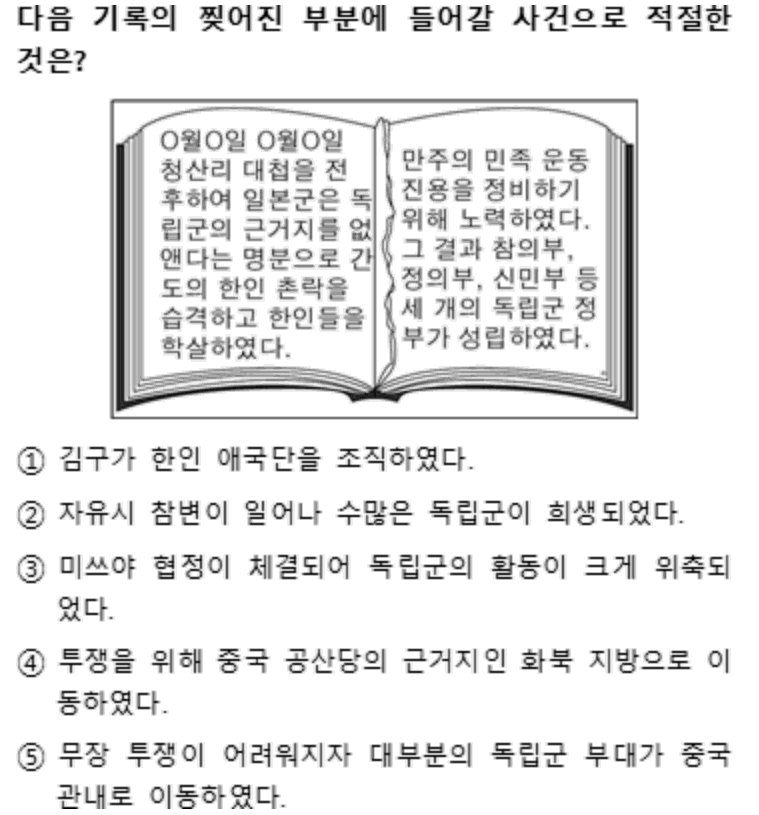 다음 기록의 찢어진 부분에 들어갈 사건으로 적절한
것은?
O월O일 O월O일
청산리 대첩을 전
후하여 일본군은 독
립군의 근거지를 없
앤다는 명분으로 간
도의 한인 촌락을
습격하고 한인들을
학살하였다.
만주의 민족 운동
진용을 정비하기
위해 노력하였다.
그 결과 참의부,
정의부, 신민부 등
세 개의 독립군 정
부가 성립하였다.
① 김구가 한인 애국단을 조직하였다.
② 자유시 참변이 일어나 수많은 독립군이 희생되었다.
③ 미쓰야 협정이 체결되어 독립군의 활동이 크게 위축되
었다.
④ 투쟁을 위해 중국 공산당의 근거지인 화북 지방으로 이
동하였다.
⑤ 무장 투쟁이 어려워지자 대부분의 독립군 부대가 중국
관내로 이동하였다.